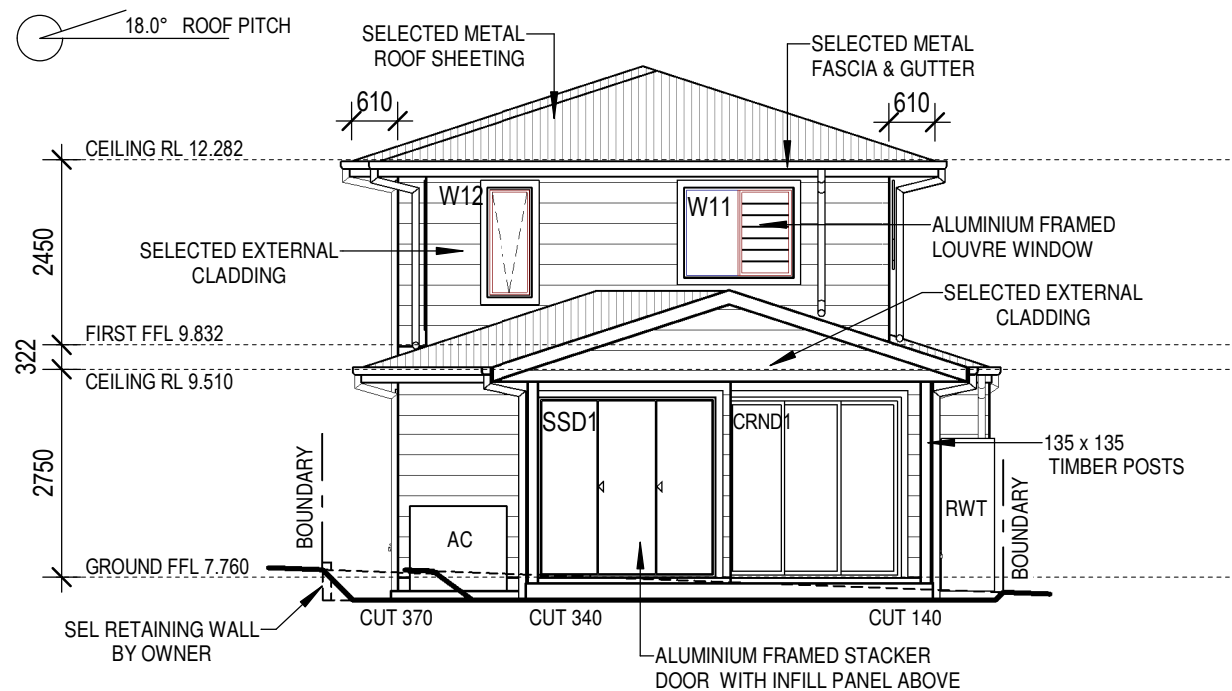 18.0° ROOF PITCH
SELECTED METAL
ROOF SHEETING
SELECTED METAL
FASCIA & GUTTER
610
610
CEILING RL 12.282
W12
W11
2450
SELECTED EXTERNAL
CLADDING
ALUMINIUM FRAMED
LOUVRE WINDOW
SELECTED EXTERNAL
CLADDING
FIRST FFL 9.832
322
CEILING RL 9.510
SSD1
CRND1
2750
BOUNDARY
135 x 135
TIMBER POSTS
AC
RWT
BOUNDARY
GROUND FFL 7.760
CUT 370
CUT 340
CUT 140
SEL RETAINING WALL
BY OWNER
ALUMINIUM FRAMED STACKER
DOOR WITH INFILL PANEL ABOVE